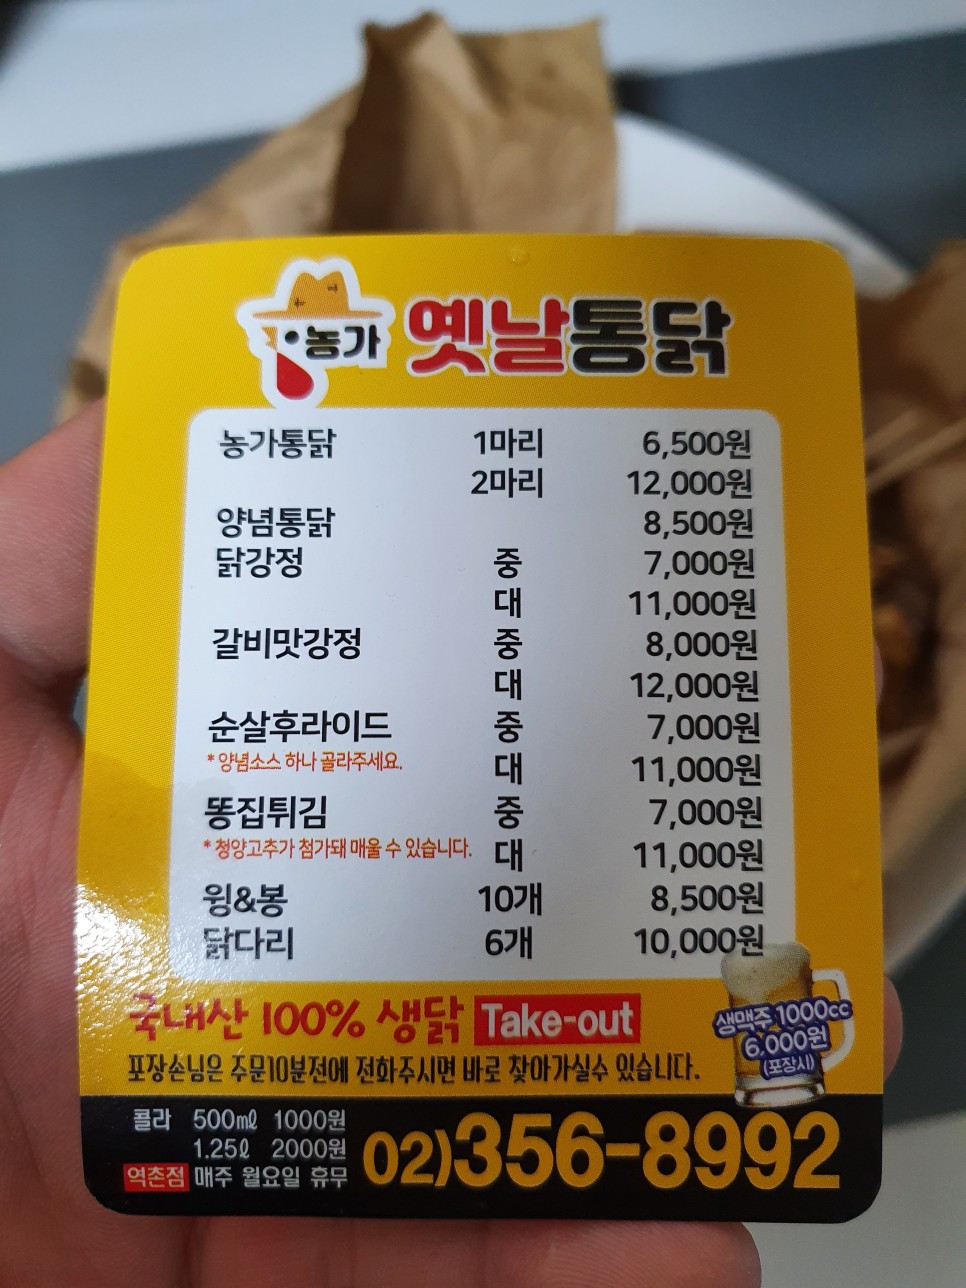 농가 옛날통닭
농가통닭 1마리 6,500원
2마리 12,000원
양념통닭 8,500원
닭강정 중 7,000원
대 11,000원
갈비맛강정 중 8,000원
대 12,000원
순살후라이드 중 7,000원
*양념소스 하나 골라주세요. 대 11,000원
똥집튀김 중 7,000원
*청양고추가 첨가돼 매울 수 있습니다. 대 11,000원
윙&봉 10개 8,500원
닭다리 6개 10,000원
국내산 100% 생닭 Take-out
포장손님은 주문10분전에 전화주시면 바로 찾아가실수 있습니다.
생맥주 1000cc
6,000원
(포장시)
콜라 500㎖ 1000원
1.25ℓ 2000원
역촌점 매주 월요일 휴무
02)356-8992